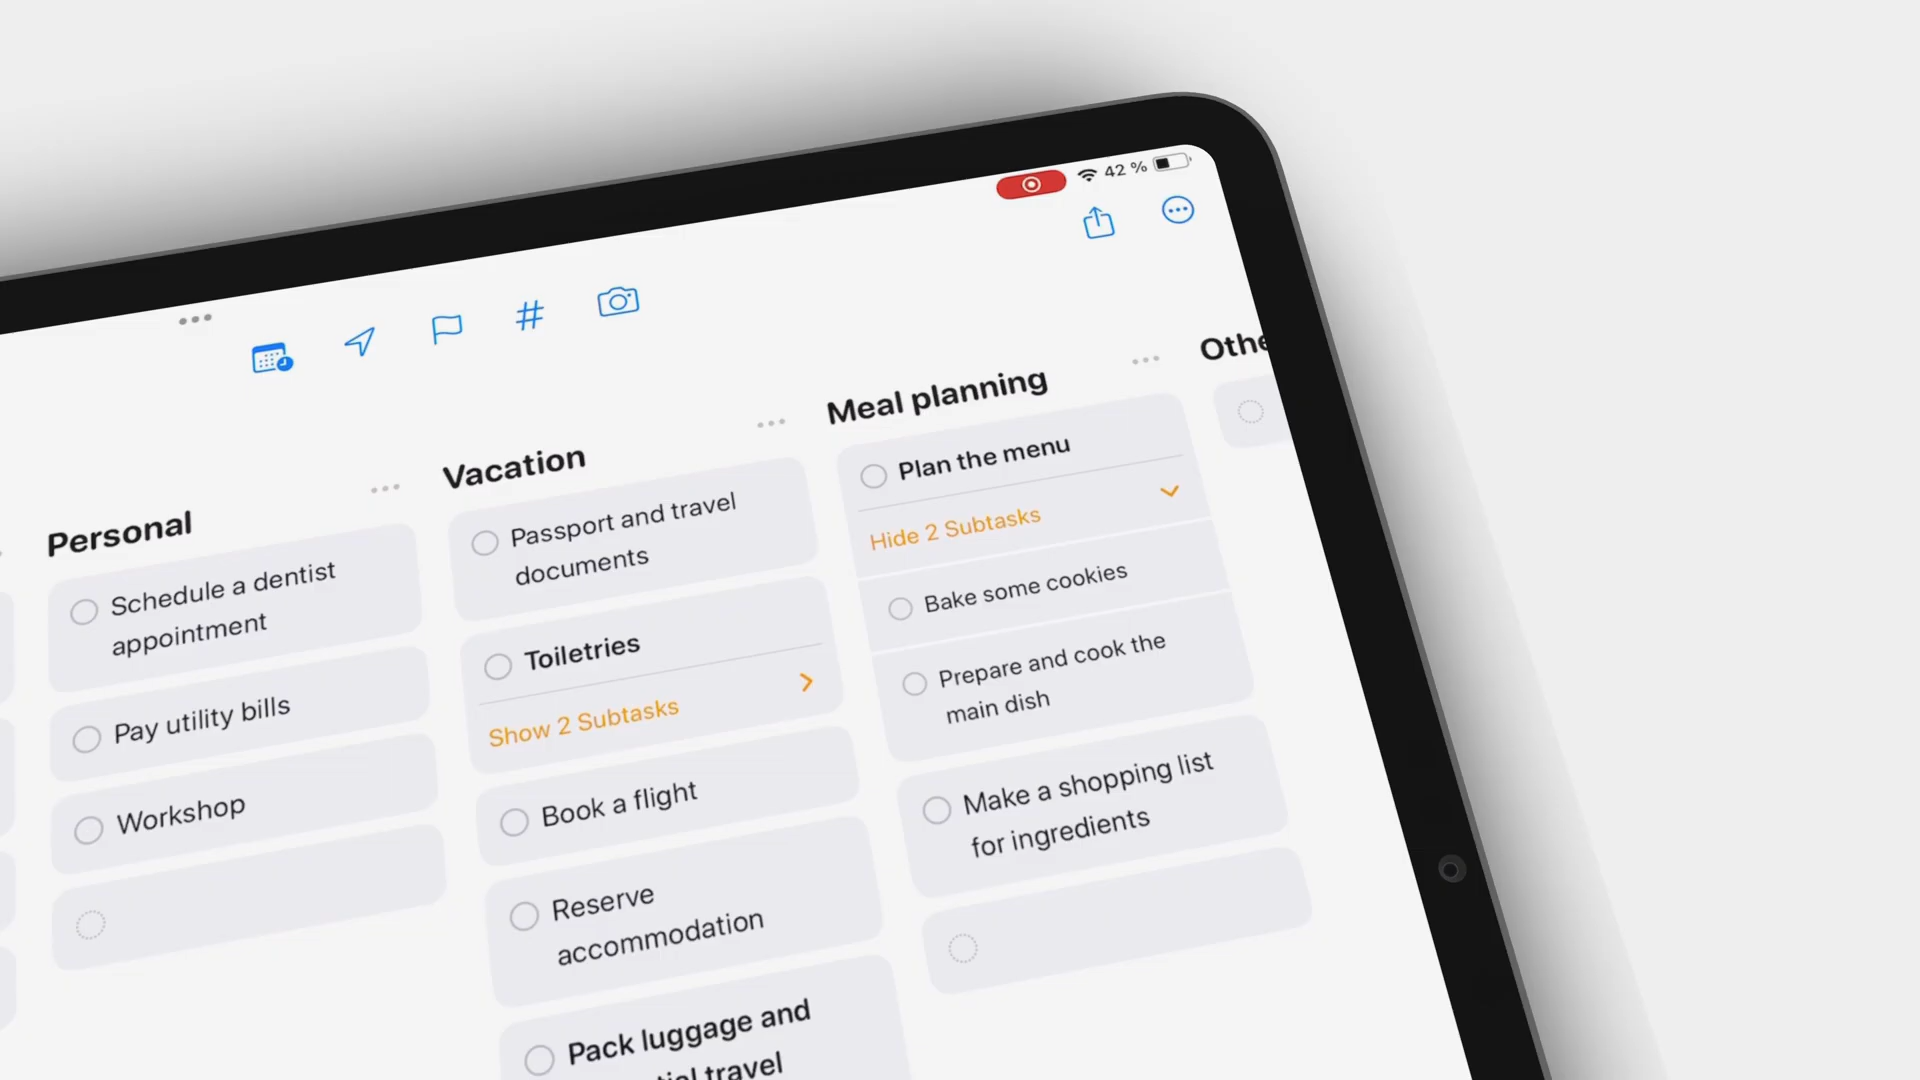 42 %
Personal
Schedule a dentist
appointment
Pay utility bills
Workshop
Vacation
Passport and travel
documents
Toiletries
Show 2 Subtasks
Book a flight
Reserve
accommodation
Pack luggage and
travel
Meal planning
Plan the menu
Hide 2 Subtasks
Bake some cookies
Prepare and cook the
main dish
Make a shopping list
for ingredients